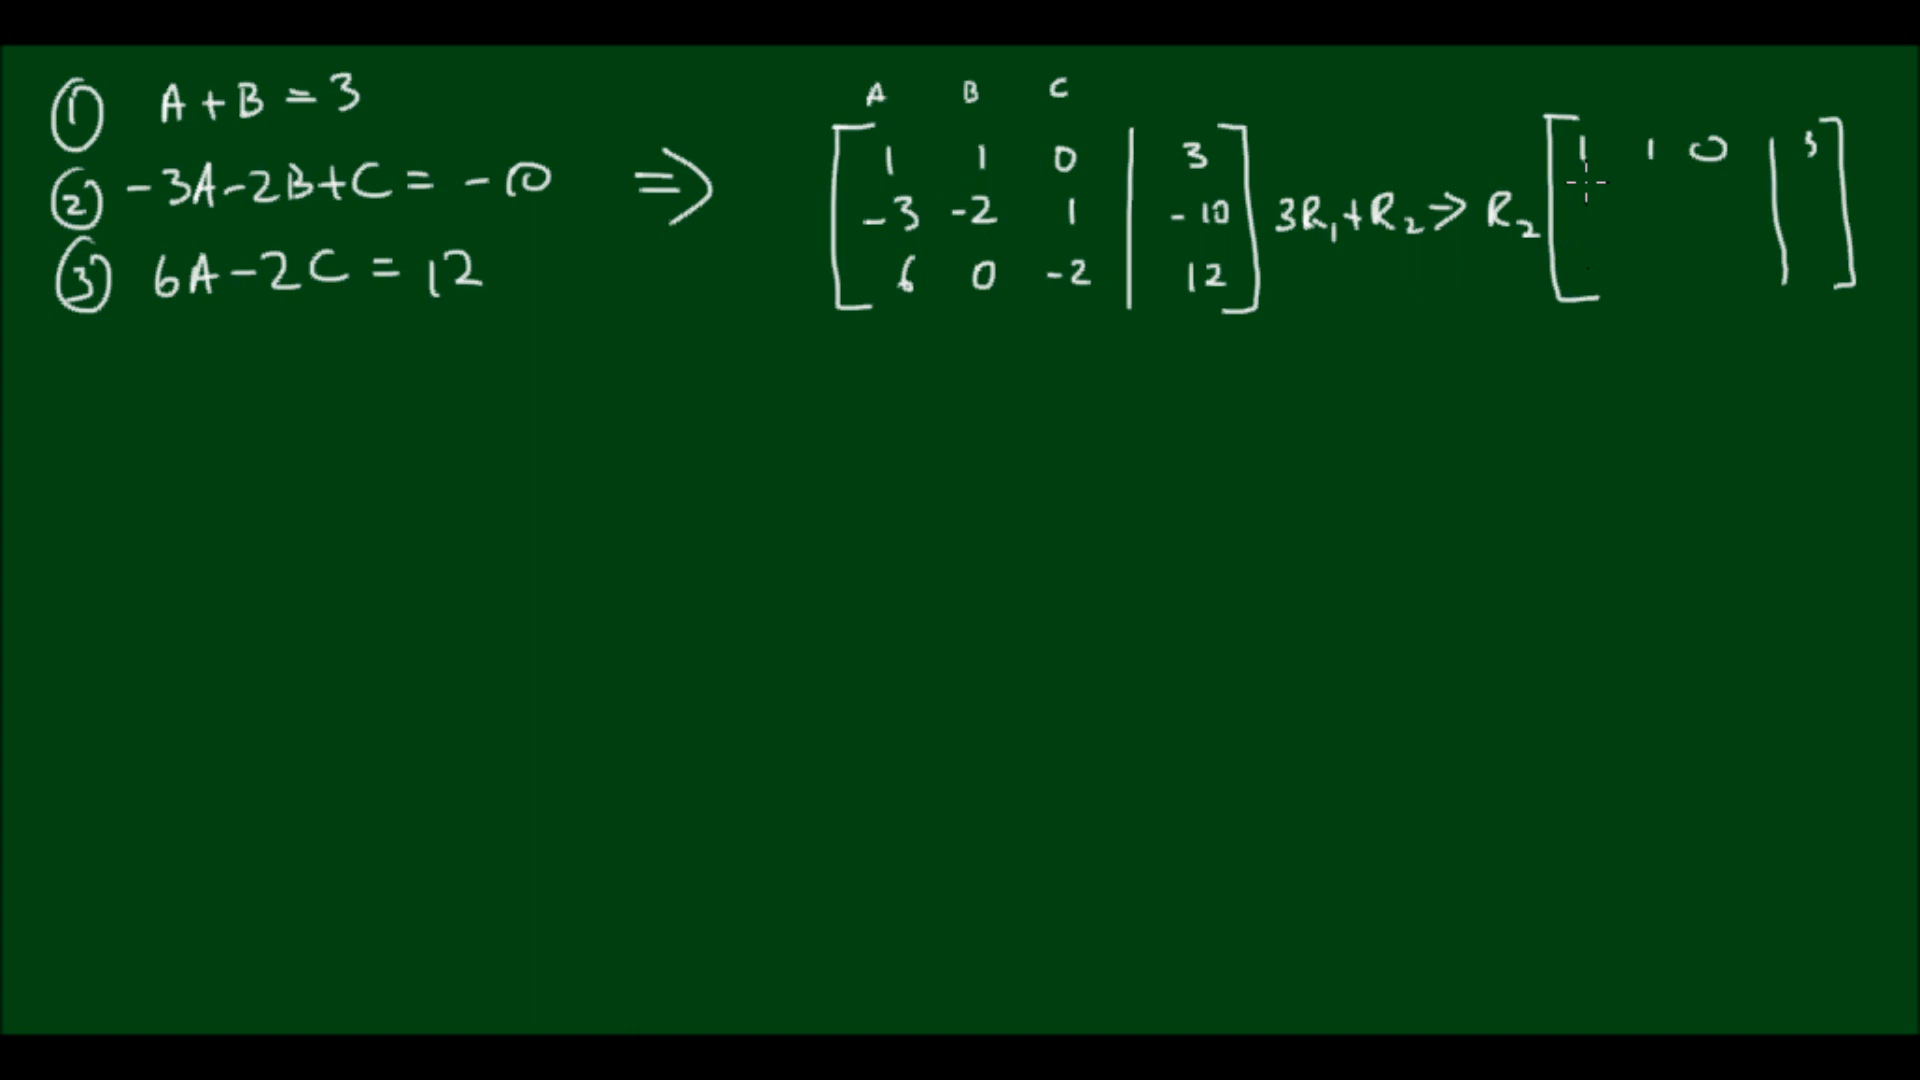 ① A + B = 3
② -3A-2B+C = -10
③ 6A-2C = 12
=>
A B C
[ 1 1 0 | 3 ]
[ -3 -2 1 | -10 ]
[ 6 0 -2 | 12 ]
3R₁+R₂ => R₂
[ 1 1 0 | 3 ]